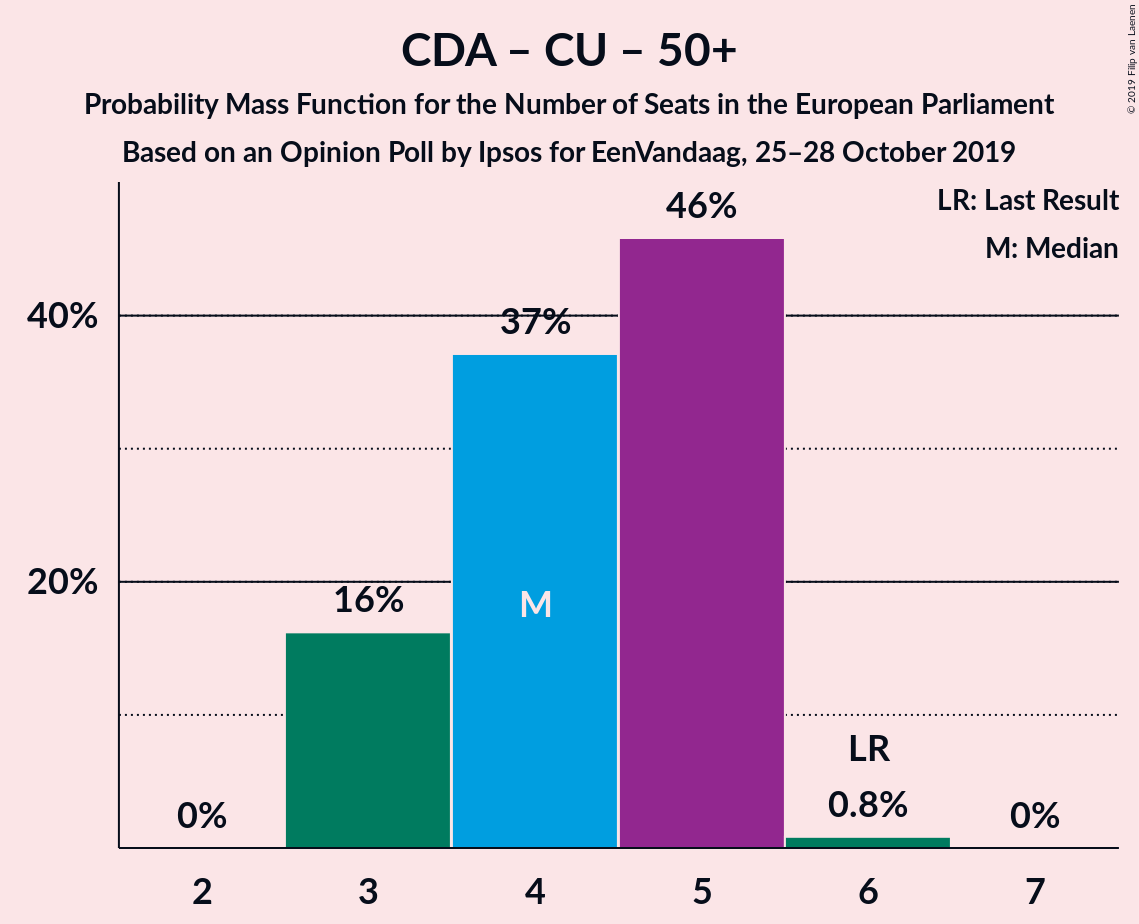 CDA – CU – 50+
Probability Mass Function for the Number of Seats in the European Parliament
Based on an Opinion Poll by Ipsos for EenVandaag, 25–28 October 2019
© 2019 Filip van Laenen
LR: Last Result
M: Median
46%
40%
37%
20%
16%
M
LR
0.8%
0%
0%
2 3 4 5 6 7